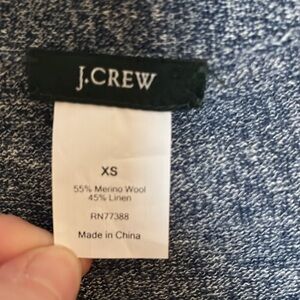 J.CREW
XS
55% Merino Wool
45% Linen
RN77388
Made in China